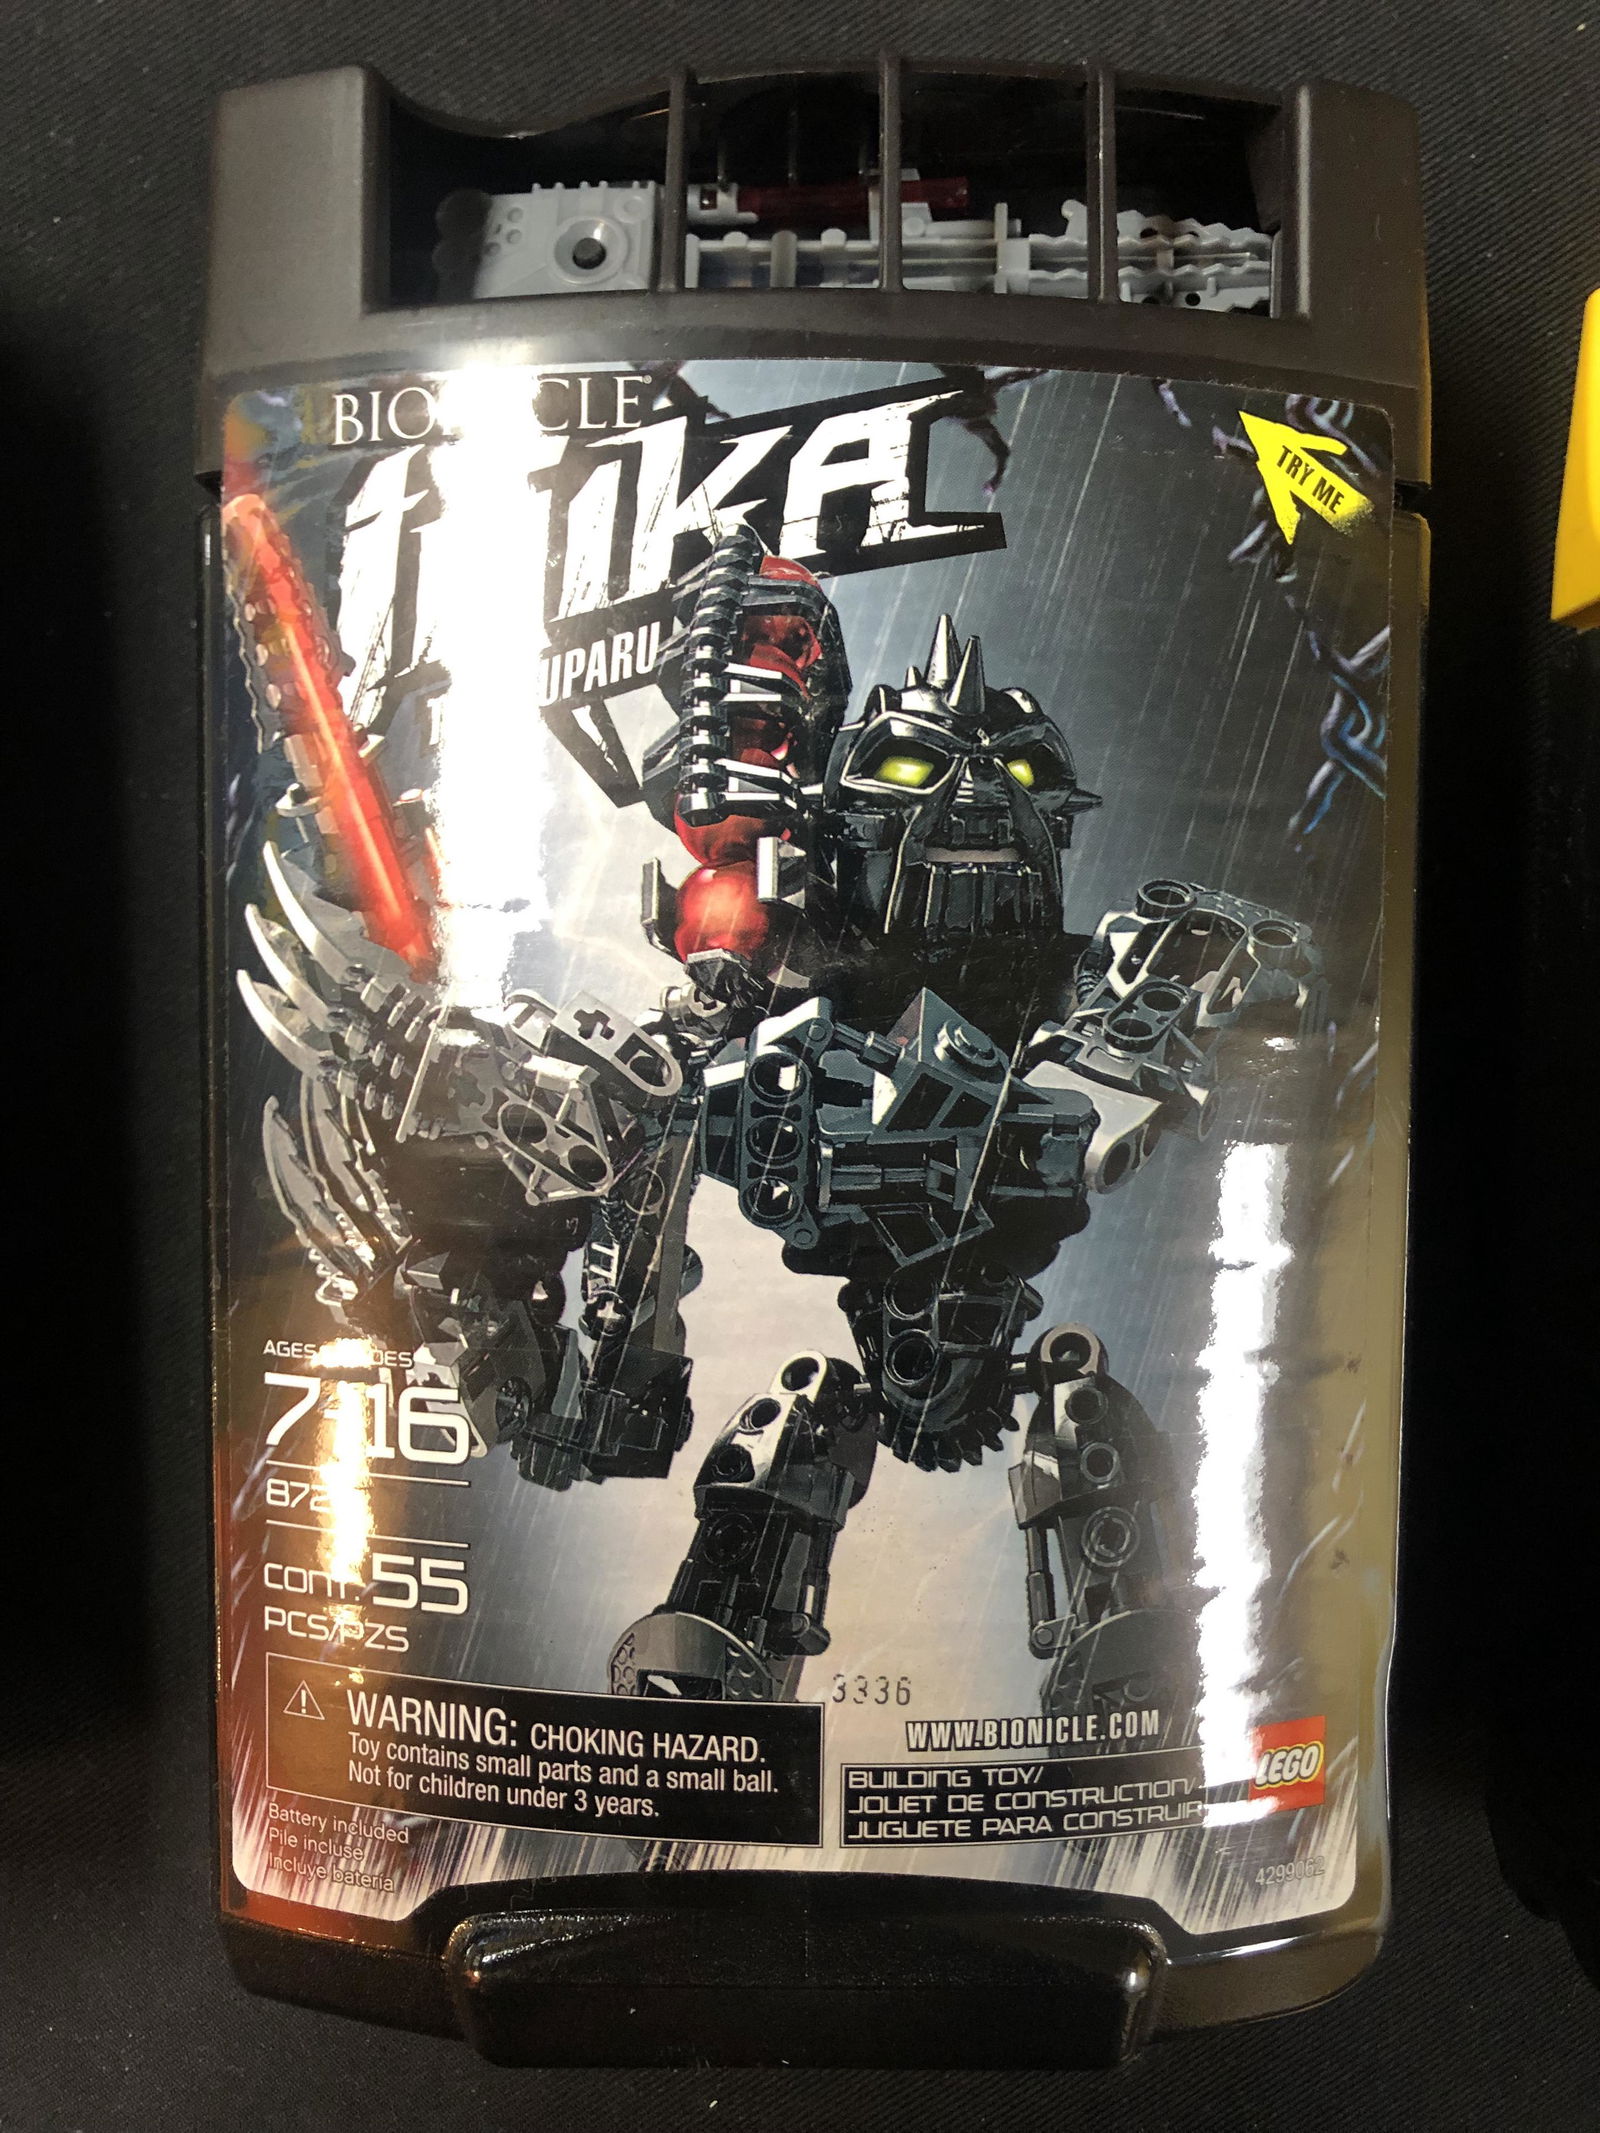 BIONICLE®
TRY ME
AGES/EDADES
7-16
CONT. 55
PCS/PZS
3336
WARNING: CHOKING HAZARD.
Toy contains small parts and a small ball.
Not for children under 3 years.
WWW.BIONICLE.COM
BUILDING TOY/
JOUET DE CONSTRUCTION/
JUGUETE PARA CONSTRUIR
LEGO
Battery included
Pile incluse
Incluye batería
4299062